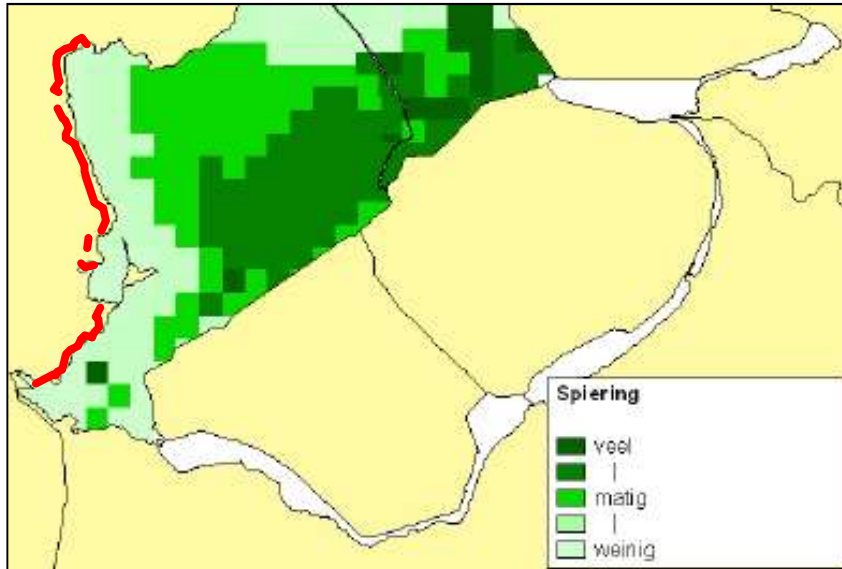 Spiering
veel
|
matig
|
weinig